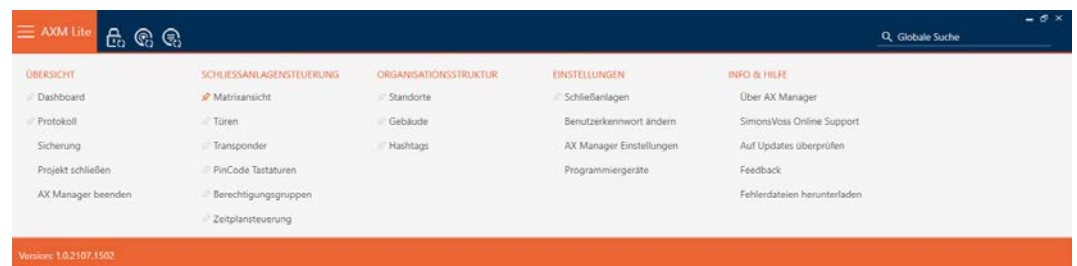 AXM Lite
Globale Suche
ÜBERSICHT
Dashboard
Protokoll
Sicherung
Projekt schließen
AX Manager beenden
SCHLIESSANLAGENSTEUERUNG
Matrixansicht
Türen
Transponder
PinCode Tastaturen
Berechtigungsgruppen
Zeitplansteuerung
ORGANISATIONSSTRUKTUR
Standorte
Gebäude
Hashtags
EINSTELLUNGEN
Schließanlagen
Benutzerkennwort ändern
AX Manager Einstellungen
Programmiergeräte
INFO & HILFE
Über AX Manager
SimonsVoss Online Support
Auf Updates überprüfen
Feedback
Fehlerdateien herunterladen
Version: 1.0.2107.1502